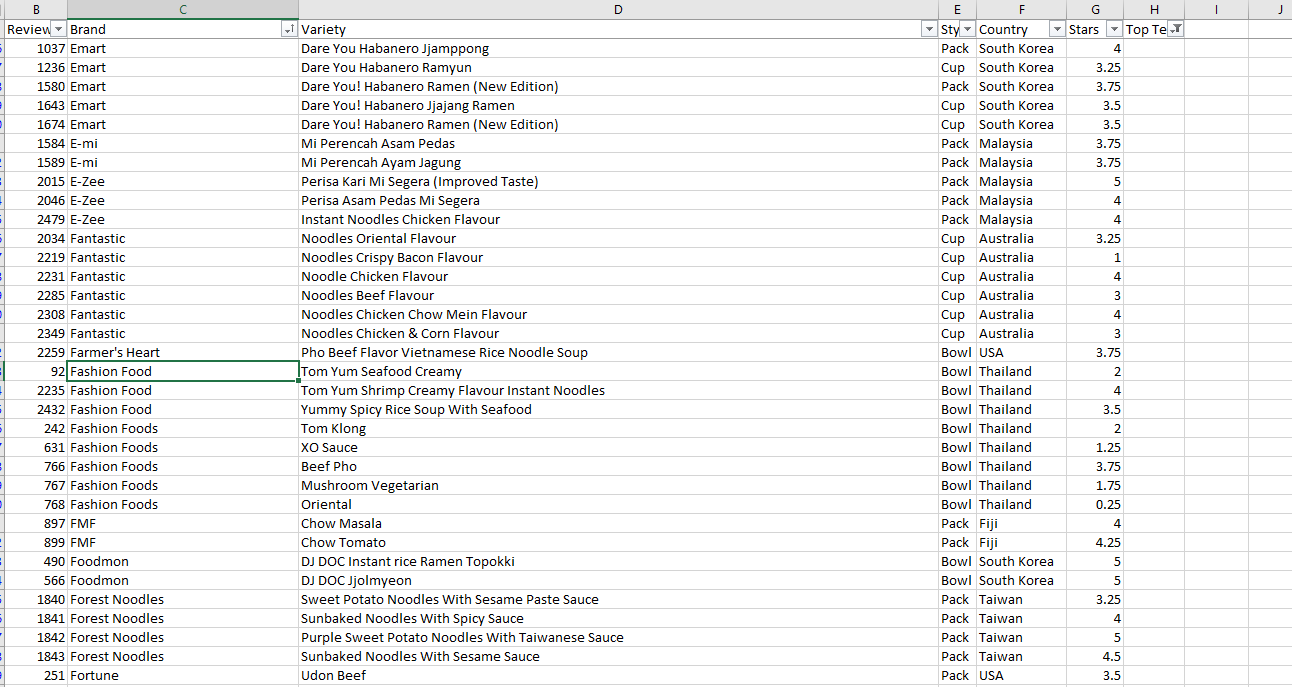 B C D E F G H I J
Review Brand Variety Sty Country Stars Top Te
1037 Emart Dare You Habanero Jjamppong Pack South Korea 4
1236 Emart Dare You Habanero Ramyun Cup South Korea 3.25
1580 Emart Dare You! Habanero Ramen (New Edition) Pack South Korea 3.75
1643 Emart Dare You! Habanero Jjajang Ramen Cup South Korea 3.5
1674 Emart Dare You! Habanero Ramen (New Edition) Cup South Korea 3.5
1584 E-mi Mi Perencah Asam Pedas Pack Malaysia 3.75
1589 E-mi Mi Perencah Ayam Jagung Pack Malaysia 3.75
2015 E-Zee Perisa Kari Mi Segera (Improved Taste) Pack Malaysia 5
2046 E-Zee Perisa Asam Pedas Mi Segera Pack Malaysia 4
2479 E-Zee Instant Noodles Chicken Flavour Pack Malaysia 4
2034 Fantastic Noodles Oriental Flavour Cup Australia 3.25
2219 Fantastic Noodles Crispy Bacon Flavour Cup Australia 1
2231 Fantastic Noodle Chicken Flavour Cup Australia 4
2285 Fantastic Noodles Beef Flavour Cup Australia 3
2308 Fantastic Noodles Chicken Chow Mein Flavour Cup Australia 4
2349 Fantastic Noodles Chicken & Corn Flavour Cup Australia 3
2259 Farmer's Heart Pho Beef Flavor Vietnamese Rice Noodle Soup Bowl USA 3.75
92 Fashion Food Tom Yum Seafood Creamy Bowl Thailand 2
2235 Fashion Food Tom Yum Shrimp Creamy Flavour Instant Noodles Bowl Thailand 4
2432 Fashion Food Yummy Spicy Rice Soup With Seafood Bowl Thailand 3.5
242 Fashion Foods Tom Klong Bowl Thailand 2
631 Fashion Foods XO Sauce Bowl Thailand 1.25
766 Fashion Foods Beef Pho Bowl Thailand 3.75
767 Fashion Foods Mushroom Vegetarian Bowl Thailand 1.75
768 Fashion Foods Oriental Bowl Thailand 0.25
897 FMF Chow Masala Pack Fiji 4
899 FMF Chow Tomato Pack Fiji 4.25
490 Foodmon DJ DOC Instant rice Ramen Topokki Bowl South Korea 5
566 Foodmon DJ DOC Jjolmyeon Bowl South Korea 5
1840 Forest Noodles Sweet Potato Noodles With Sesame Paste Sauce Pack Taiwan 3.25
1841 Forest Noodles Sunbaked Noodles With Spicy Sauce Pack Taiwan 4
1842 Forest Noodles Purple Sweet Potato Noodles With Taiwanese Sauce Pack Taiwan 5
1843 Forest Noodles Sunbaked Noodles With Sesame Sauce Pack Taiwan 4.5
251 Fortune Udon Beef Pack USA 3.5